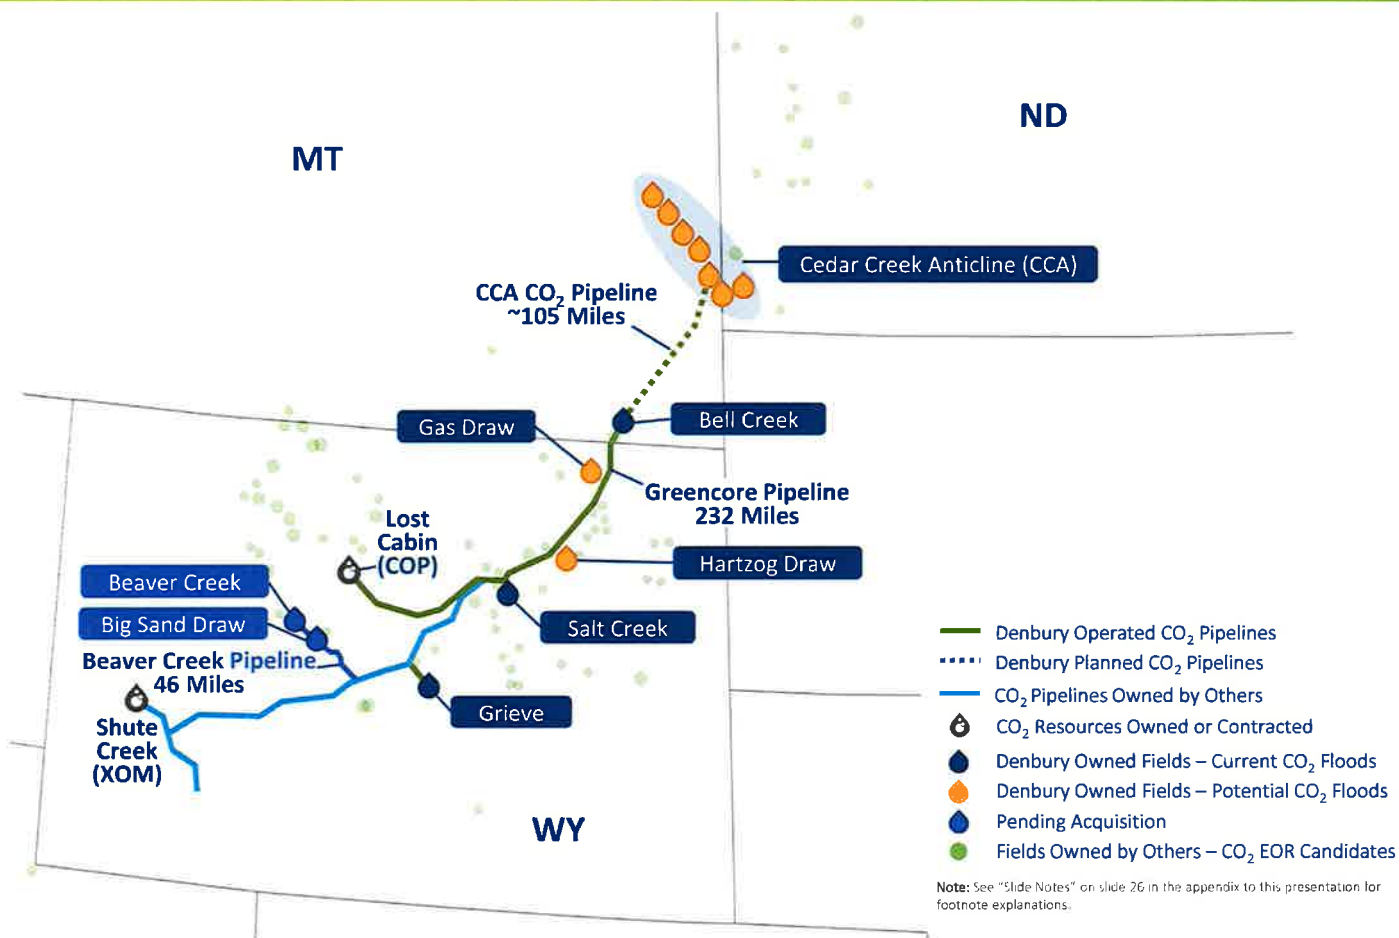 ND
MT
Cedar Creek Anticline (CCA)
CCA CO₂ Pipeline
~105 Miles
Gas Draw
Bell Creek
Greencore Pipeline
232 Miles
Lost
Cabin
(COP)
Hartzog Draw
Beaver Creek
Big Sand Draw
Salt Creek
Beaver Creek Pipeline
46 Miles
Grieve
Shute
Creek
(XOM)
WY
Denbury Operated CO₂ Pipelines
Denbury Planned CO₂ Pipelines
CO₂ Pipelines Owned by Others
CO₂ Resources Owned or Contracted
Denbury Owned Fields – Current CO₂ Floods
Denbury Owned Fields – Potential CO₂ Floods
Pending Acquisition
Fields Owned by Others – CO₂ EOR Candidates
Note: See "Slide Notes" on slide 26 in the appendix to this presentation for
footnote explanations.